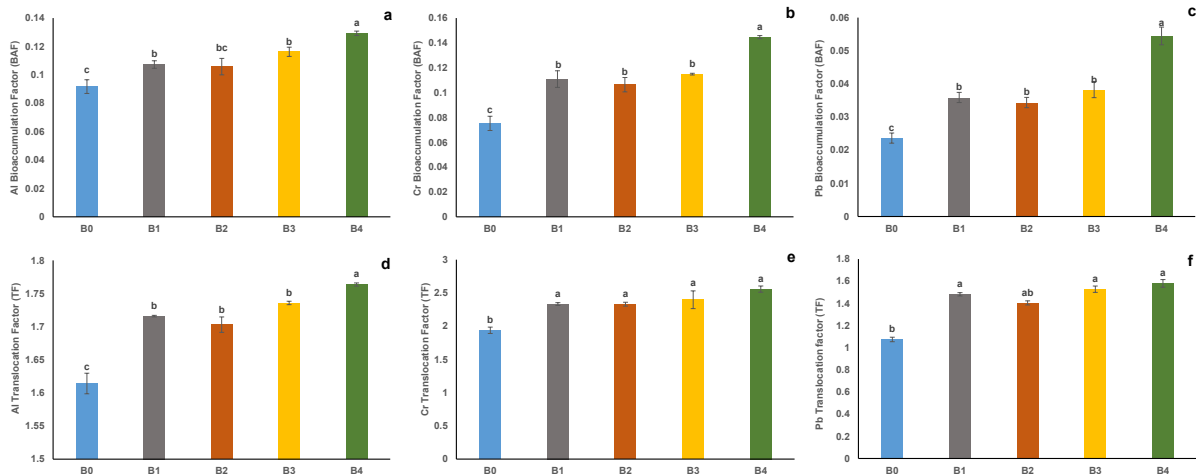 a
Al Bioaccumulation Factor (BAF)
0.14
0.12
0.1
0.08
0.06
0.04
0.02
0
c
b
bc
b
a
B0 B1 B2 B3 B4
b
Cr Bioaccumulation Factor (BAF)
0.16
0.14
0.12
0.1
0.08
0.06
0.04
0.02
0
c
b
b
b
a
B0 B1 B2 B3 B4
c
Pb Bioaccumulation Factor (BAF)
0.06
0.05
0.04
0.03
0.02
0.01
0
c
b
b
b
a
B0 B1 B2 B3 B4
d
Al Translocation Factor (TF)
1.8
1.75
1.7
1.65
1.6
1.55
1.5
c
b
b
b
a
B0 B1 B2 B3 B4
e
Cr Translocation Factor (TF)
3
2.5
2
1.5
1
0.5
0
b
a
a
a
a
B0 B1 B2 B3 B4
f
Pb Translocation factor (TF)
1.8
1.6
1.4
1.2
1
0.8
0.6
0.4
0.2
0
b
a
ab
a
a
B0 B1 B2 B3 B4